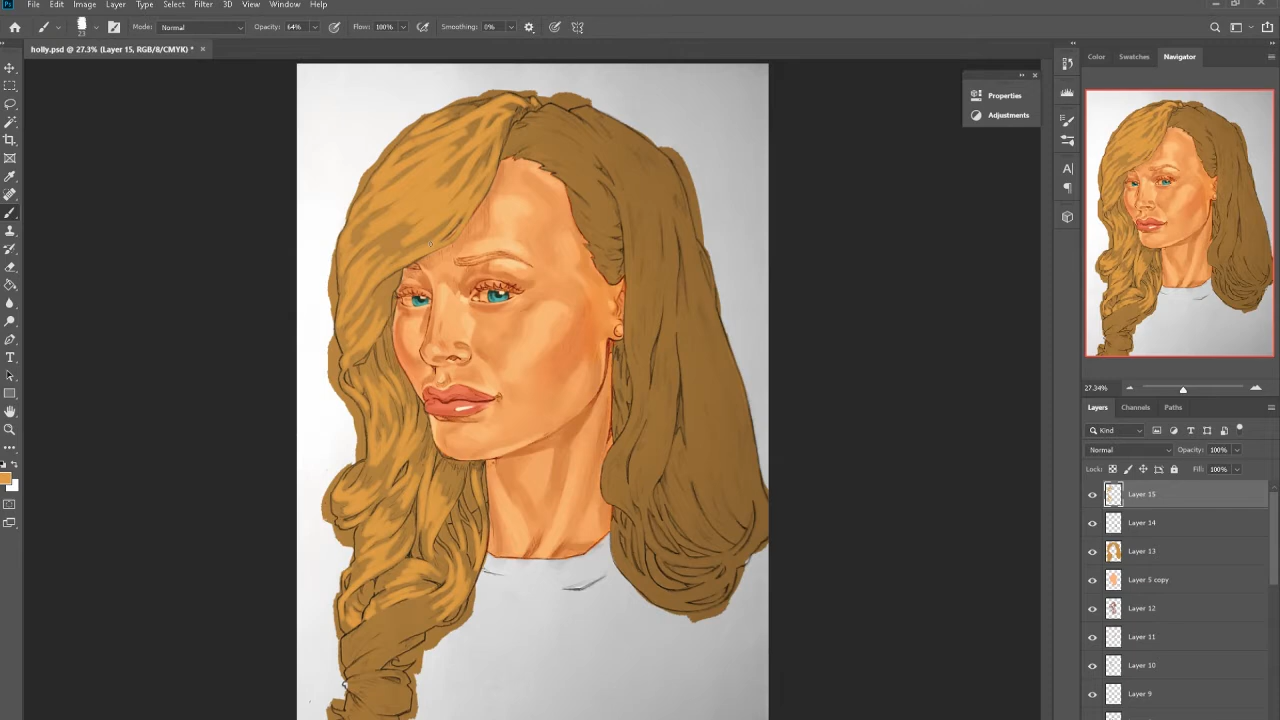 Ps File Edit Image Layer Type Select Filter 3D View Window Help
23 Mode: Normal Opacity: 64% Flow: 100% Smoothing: 0%
holly.psd @ 27.3% (Layer 15, RGB/8/CMYK) * ×
Color Swatches Navigator
Properties
Adjustments
27.34%
Layers Channels Paths
Kind
Normal Opacity: 100%
Lock: Fill: 100%
Layer 15
Layer 14
Layer 13
Layer 5 copy
Layer 12
Layer 11
Layer 10
Layer 9